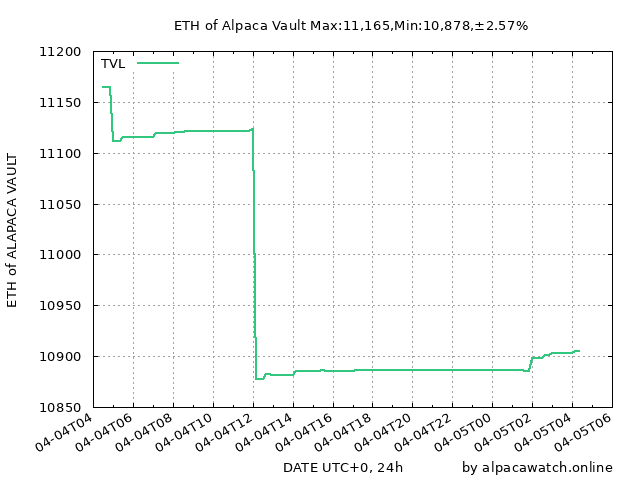 ETH of Alpaca Vault Max:11,165,Min:10,878,±2.57%
TVL
11200
11150
11100
11050
11000
10950
10900
10850
ETH of ALAPACA VAULT
04-04T04
04-04T06
04-04T08
04-04T10
04-04T12
04-04T14
04-04T16
04-04T18
04-04T20
04-04T22
04-05T00
04-05T02
04-05T04
04-05T06
DATE UTC+0, 24h
by alpacawatch.online